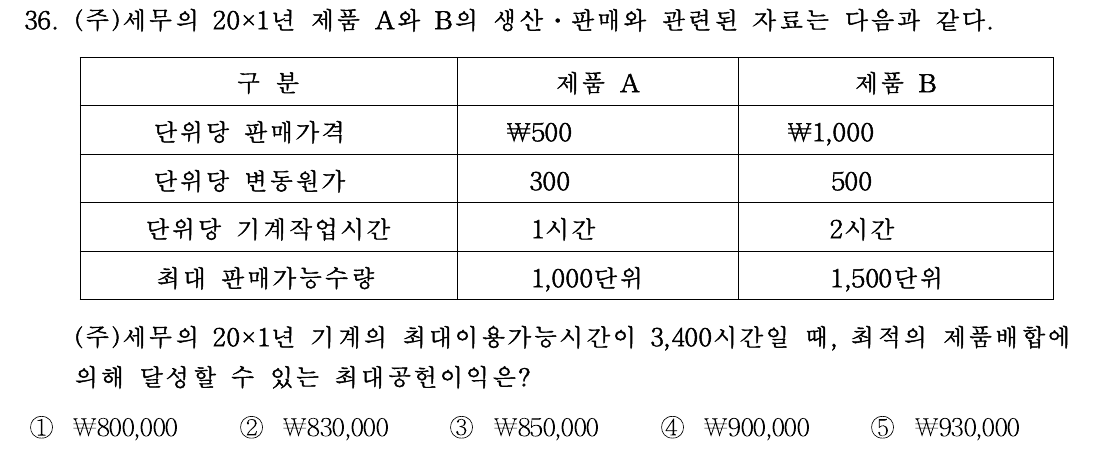 36. (주)세무의 20×1년 제품 A와 B의 생산·판매와 관련된 자료는 다음과 같다.
구 분 제품 A 제품 B
단위당 판매가격 ₩500 ₩1,000
단위당 변동원가 300 500
단위당 기계작업시간 1시간 2시간
최대 판매가능수량 1,000단위 1,500단위
(주)세무의 20×1년 기계의 최대이용가능시간이 3,400시간일 때, 최적의 제품배합에
의해 달성할 수 있는 최대공헌이익은?
① ₩800,000 ② ₩830,000 ③ ₩850,000 ④ ₩900,000 ⑤ ₩930,000